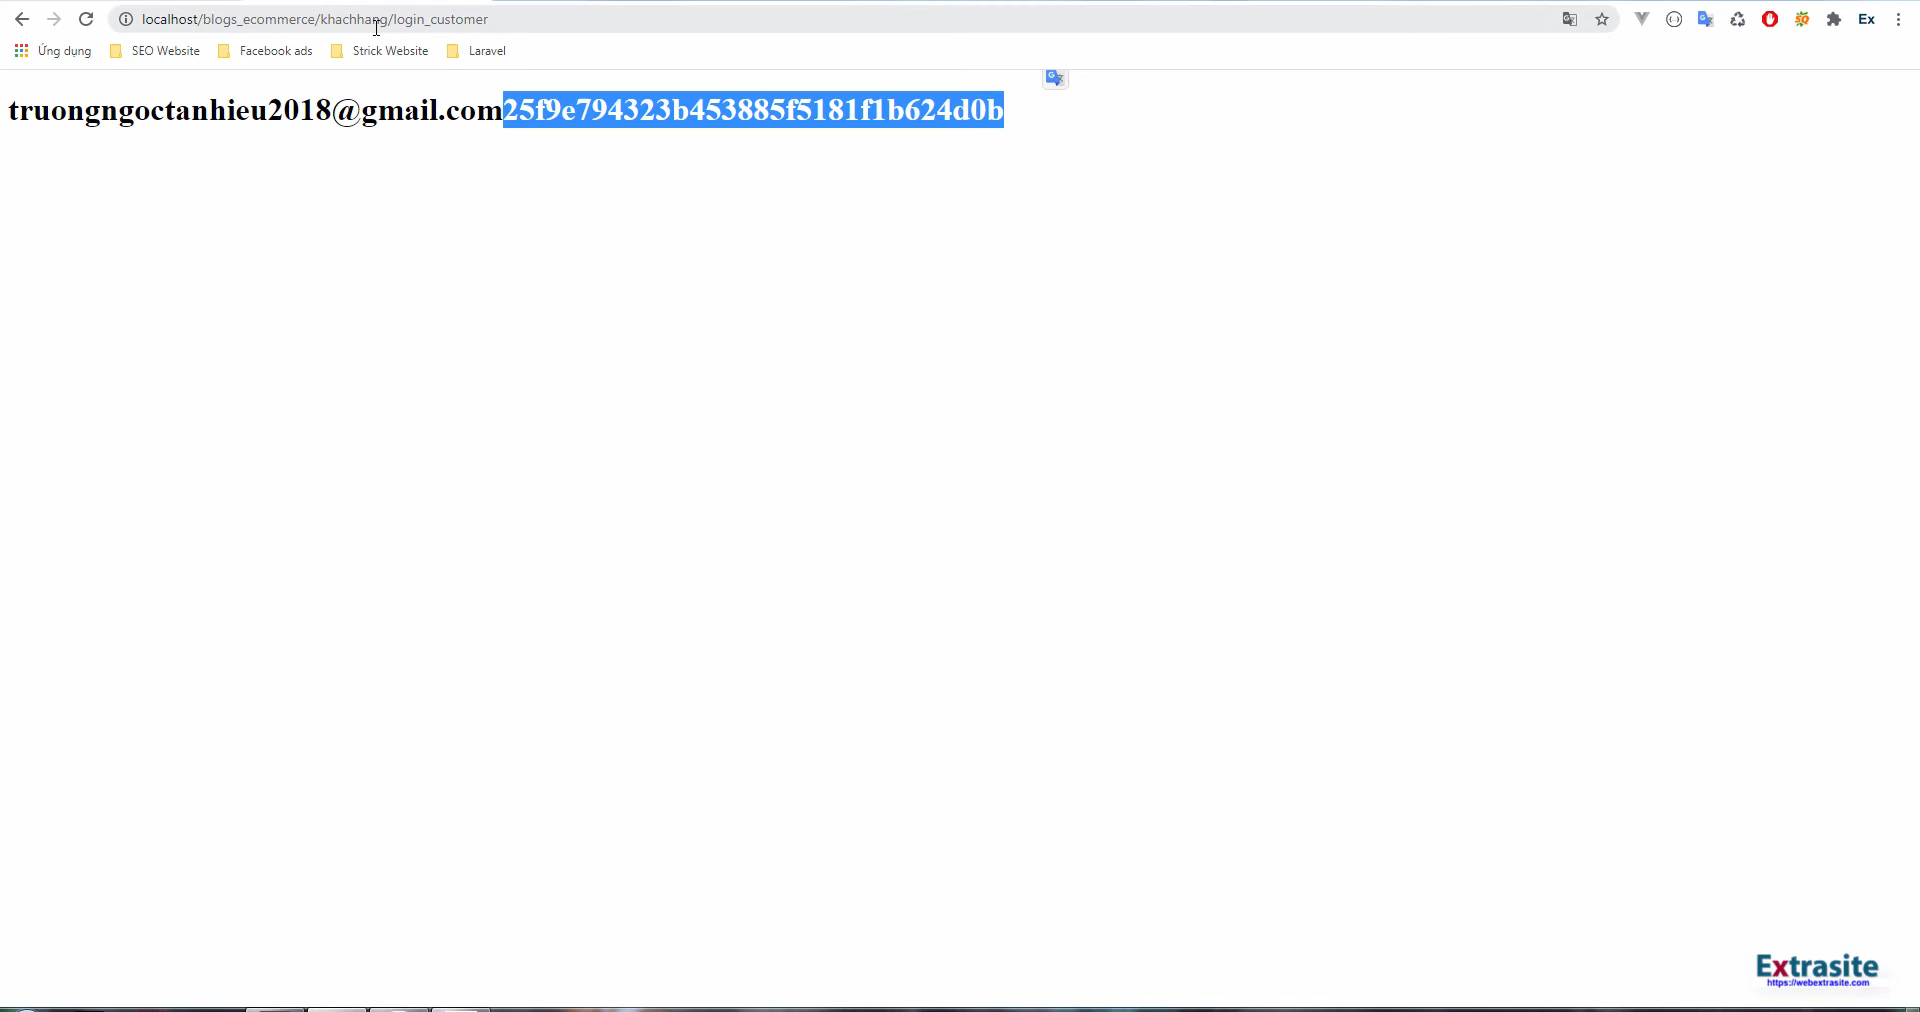 localhost/blogs_ecommerce/khachhang/login_customer
Ex
Ứng dụng SEO Website Facebook ads Strick Website Laravel
truongngoctanhieu2018@gmail.com25f9e794323b453885f5181f1b624d0b
Extrasite
https://webextrasite.com